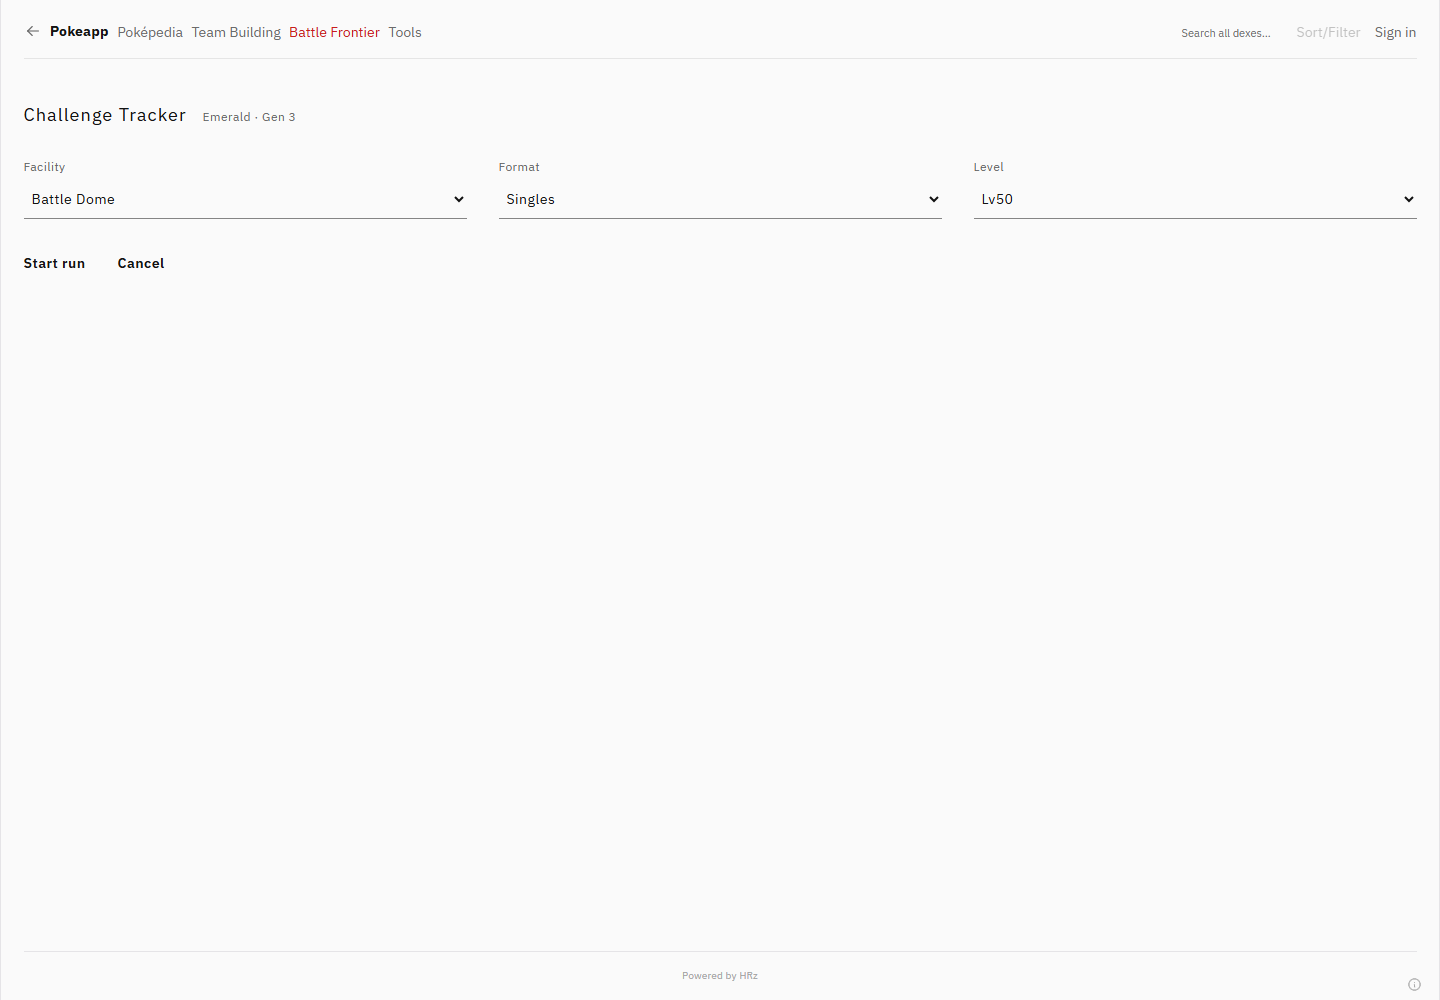 Pokeapp Poképedia Team Building Battle Frontier Tools Search all dexes... Sort/Filter Sign in
Challenge Tracker Emerald · Gen 3
Facility Format Level
Battle Dome Singles Lv50
Start run Cancel
Powered by HRz